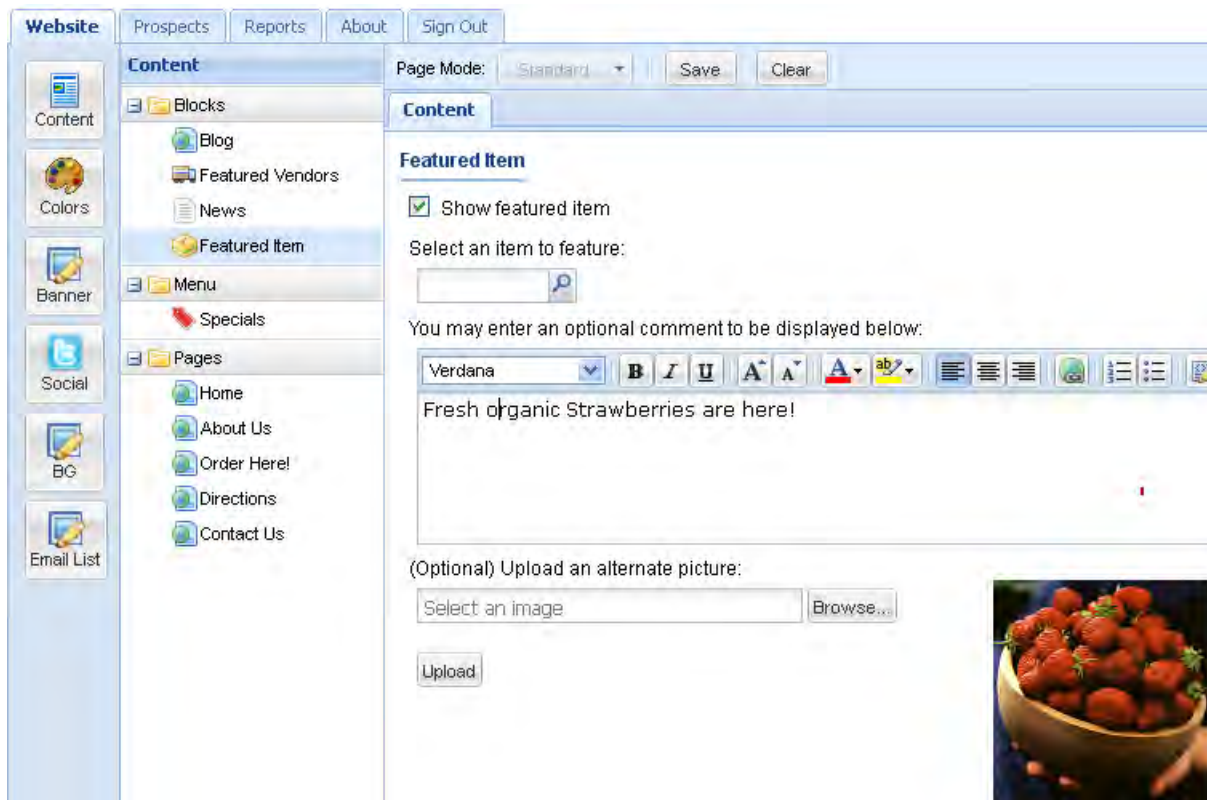 Website Prospects Reports About Sign Out
Content
Colors
Banner
Social
BG
Email List
Content
Blocks
Blog
Featured Vendors
News
Featured Item
Menu
Specials
Pages
Home
About Us
Order Here!
Directions
Contact Us
Page Mode: Standard Save Clear
Content
Featured Item
Show featured item
Select an item to feature:
You may enter an optional comment to be displayed below:
Verdana B I U A A A ab
Fresh organic Strawberries are here!
(Optional) Upload an alternate picture:
Select an image Browse...
Upload